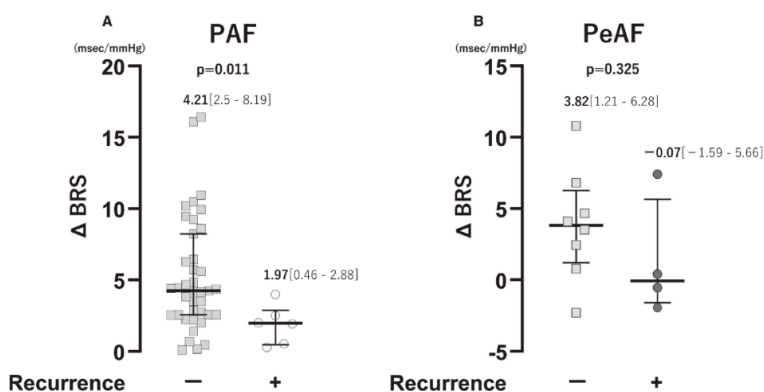 A
PAF
(msec/mmHg)
20
p=0.011
4.21[2.5 - 8.19]
15
10
Δ BRS
5
1.97[0.46 - 2.88]
0
Recurrence − +
B
PeAF
(msec/mmHg)
15
p=0.325
3.82[1.21 - 6.28]
10
−0.07[−1.59 - 5.66]
Δ BRS
5
0
-5
Recurrence − +